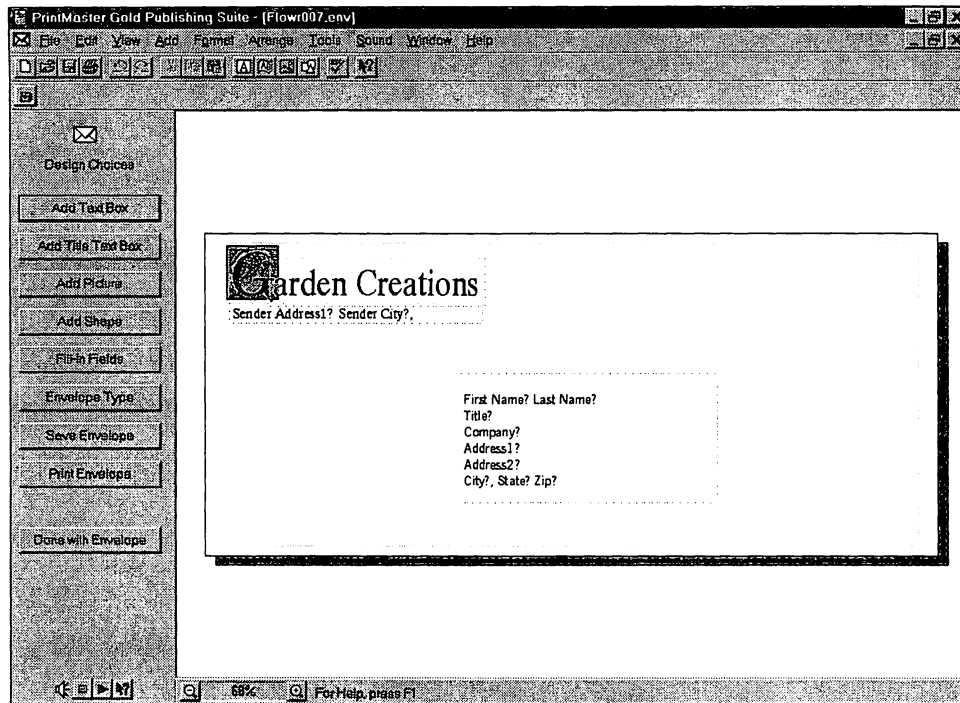 PrintMaster Gold Publishing Suite - [Flowr007.env]
File Edit View Add Format Arrange Tools Sound Window Help
Design Choices
Add Text Box
Add Title Text Box
Add Picture
Add Shape
Fill-in Fields
Envelope Type
Save Envelope
Print Envelope
Done with Envelope
Garden Creations
Sender Address1? Sender City?,
First Name? Last Name?
Title?
Company?
Address1?
Address2?
City?, State? Zip?
68% For Help, press F1